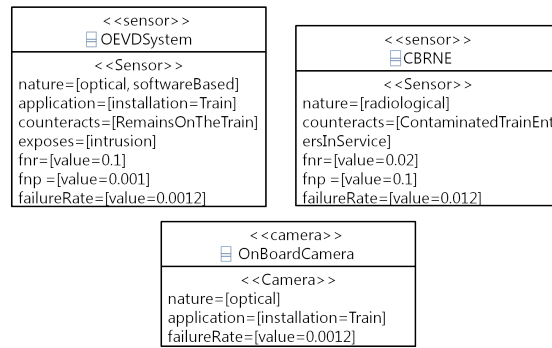 <<sensor>>
OEVDSystem
<<Sensor>>
nature=[optical, softwareBased]
application=[installation=Train]
counteracts=[RemainsOnTheTrain]
exposes=[intrusion]
fnr=[value=0.1]
fnp =[value=0.001]
failureRate=[value=0.0012]
<<sensor>>
CBRNE
<<Sensor>>
nature=[radiological]
counteracts=[ContaminatedTrainEnt
ersInService]
fnr=[value=0.02]
fnp =[value=0.1]
failureRate=[value=0.012]
<<camera>>
OnBoardCamera
<<Camera>>
nature=[optical]
application=[installation=Train]
failureRate=[value=0.0012]